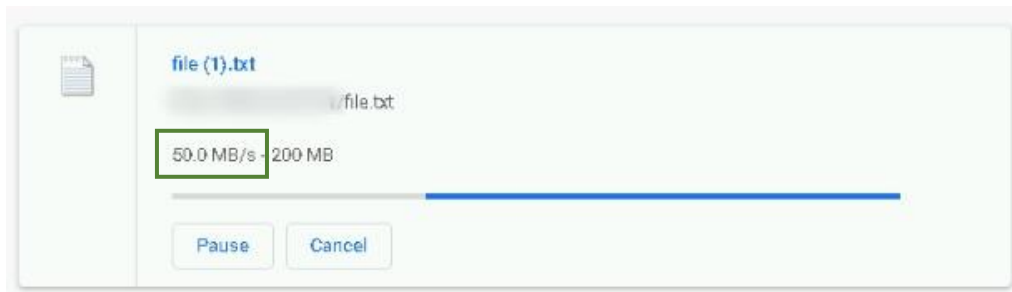 file (1).txt
/file.txt
50.0 MB/s - 200 MB
Pause
Cancel